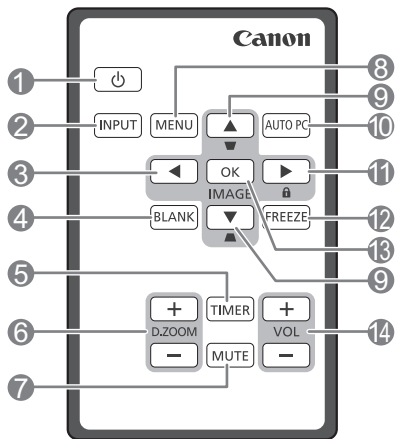 Canon
1
8
9
2
INPUT
MENU
AUTO PC
10
3
OK
11
IMAGE
4
BLANK
FREEZE
12
13
5
9
TIMER
6
D.ZOOM
VOL
14
7
MUTE